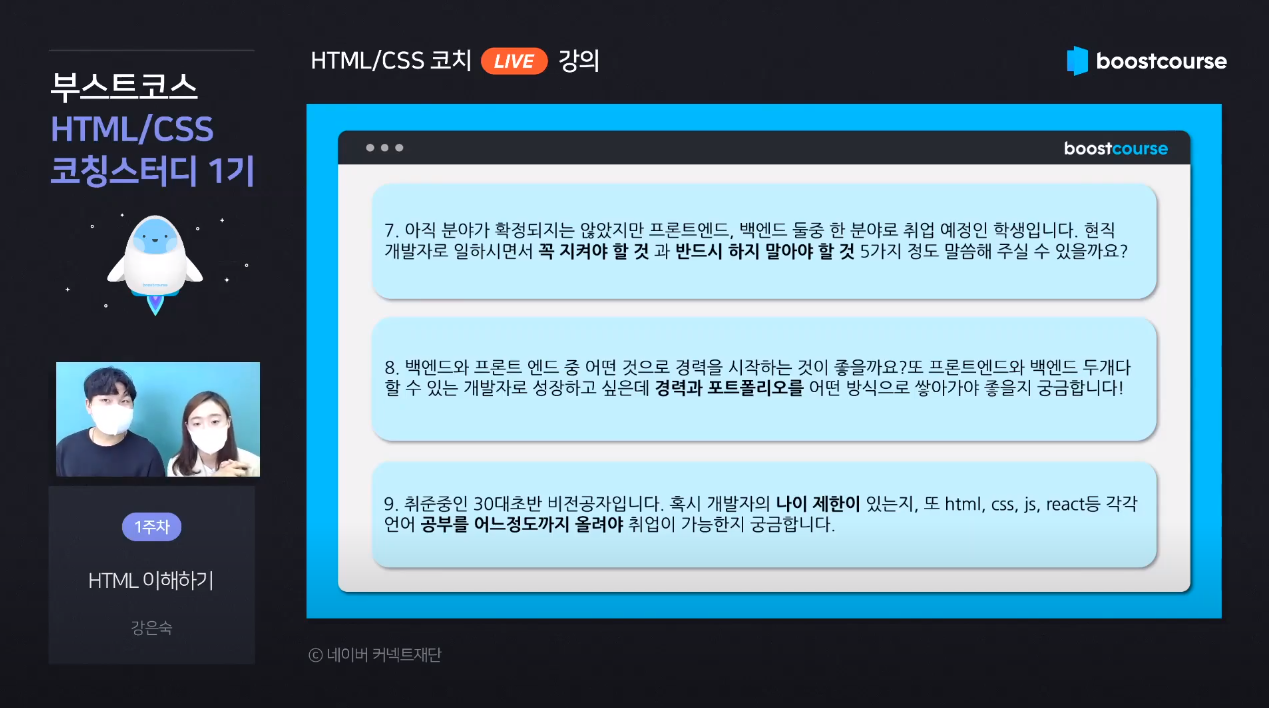 부스트코스
HTML/CSS
코칭스터디 1기
1주차
HTML 이해하기
강은숙
HTML/CSS 코치 LIVE 강의
boostcourse
boostcourse
7. 아직 분야가 확정되지는 않았지만 프론트엔드, 백엔드 둘중 한 분야로 취업 예정인 학생입니다. 현직
개발자로 일하시면서 꼭 지켜야 할 것 과 반드시 하지 말아야 할 것 5가지 정도 말씀해 주실 수 있을까요?
8. 백엔드와 프론트 엔드 중 어떤 것으로 경력을 시작하는 것이 좋을까요?또 프론트엔드와 백엔드 두개다
할 수 있는 개발자로 성장하고 싶은데 경력과 포트폴리오를 어떤 방식으로 쌓아가야 좋을지 궁금합니다!
9. 취준중인 30대초반 비전공자입니다. 혹시 개발자의 나이 제한이 있는지, 또 html, css, js, react등 각각
언어 공부를 어느정도까지 올려야 취업이 가능한지 궁금합니다.
ⓒ 네이버 커넥트재단